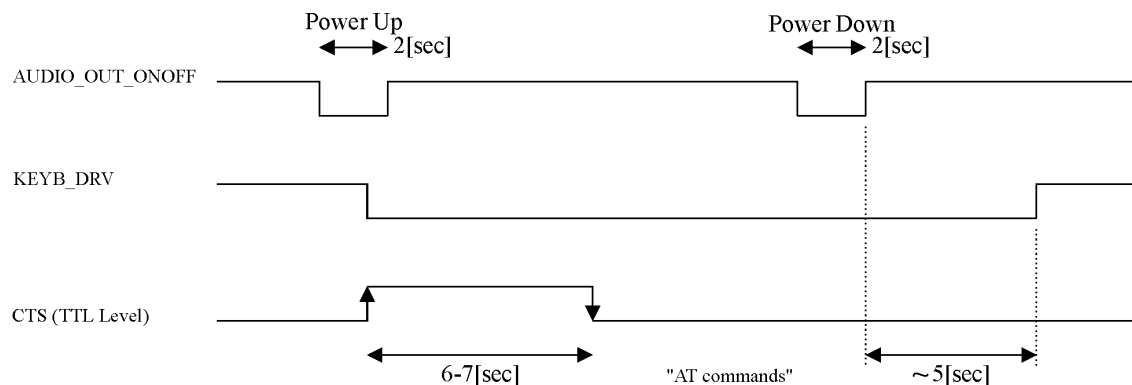 Power Up
2[sec]
Power Down
2[sec]
AUDIO_OUT_ONOFF
KEYB_DRV
CTS (TTL Level)
6-7[sec]
"AT commands"
~5[sec]